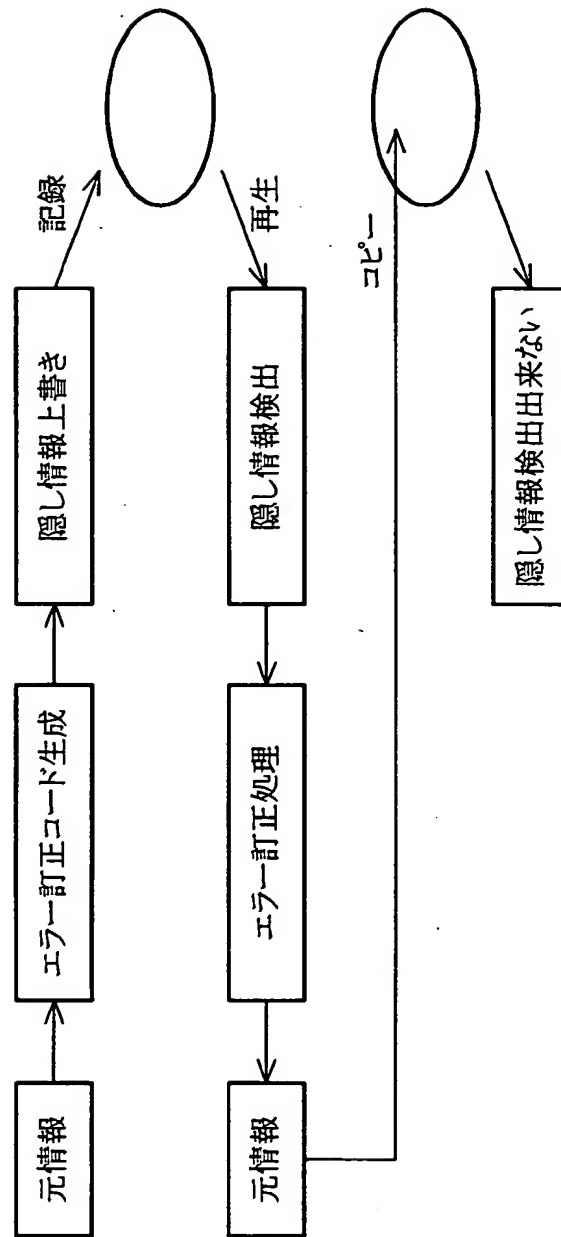 元情報
エラー訂正コード生成
隠し情報上書き
記録
元情報
エラー訂正処理
隠し情報検出
再生
コピー
隠し情報検出出来ない